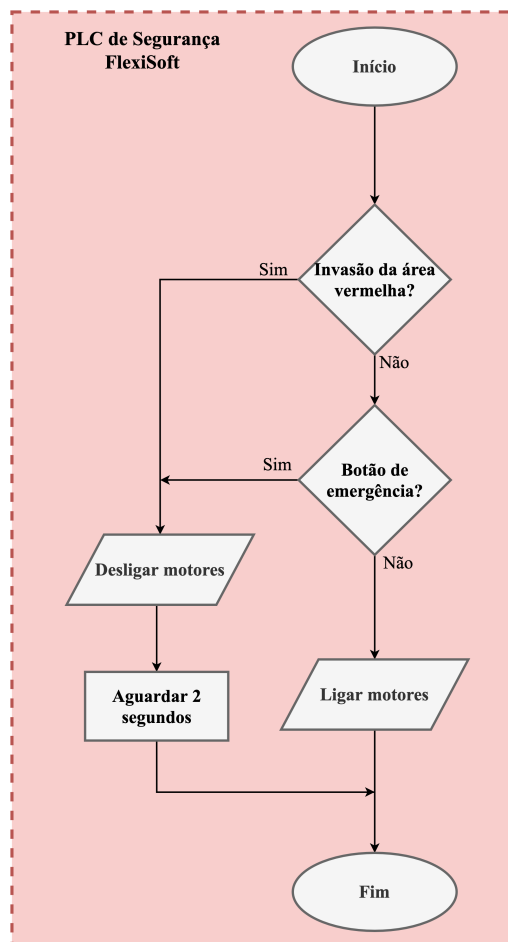 PLC de Segurança
FlexiSoft
Início
Invasão da área
vermelha?
Sim
Não
Botão de
emergência?
Sim
Não
Desligar motores
Aguardar 2
segundos
Ligar motores
Fim